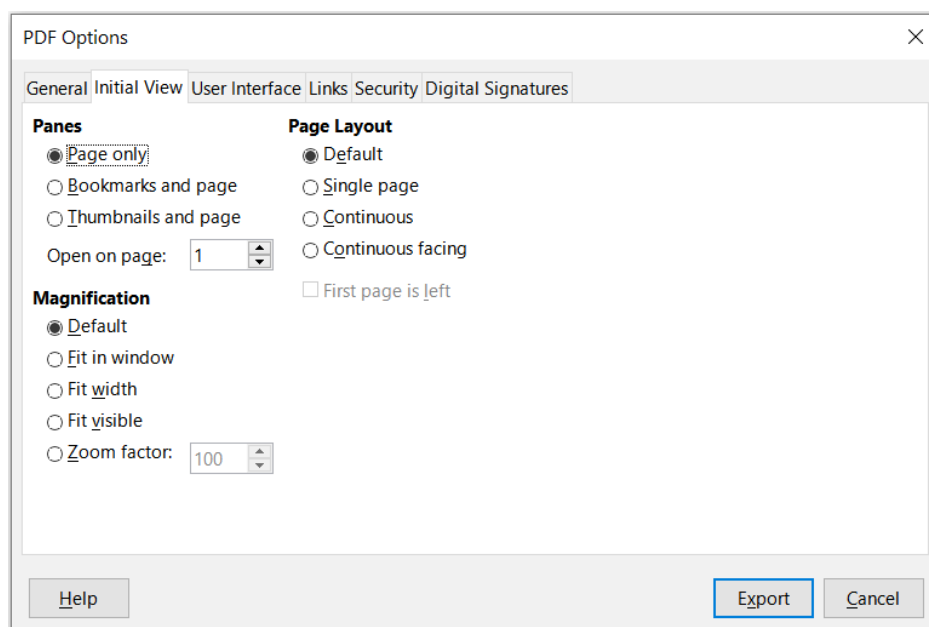 PDF Options
General Initial View User Interface Links Security Digital Signatures
Panes
Page only
Bookmarks and page
Thumbnails and page
Open on page: 1
Magnification
Default
Fit in window
Fit width
Fit visible
Zoom factor: 100
Page Layout
Default
Single page
Continuous
Continuous facing
First page is left
Help Export Cancel